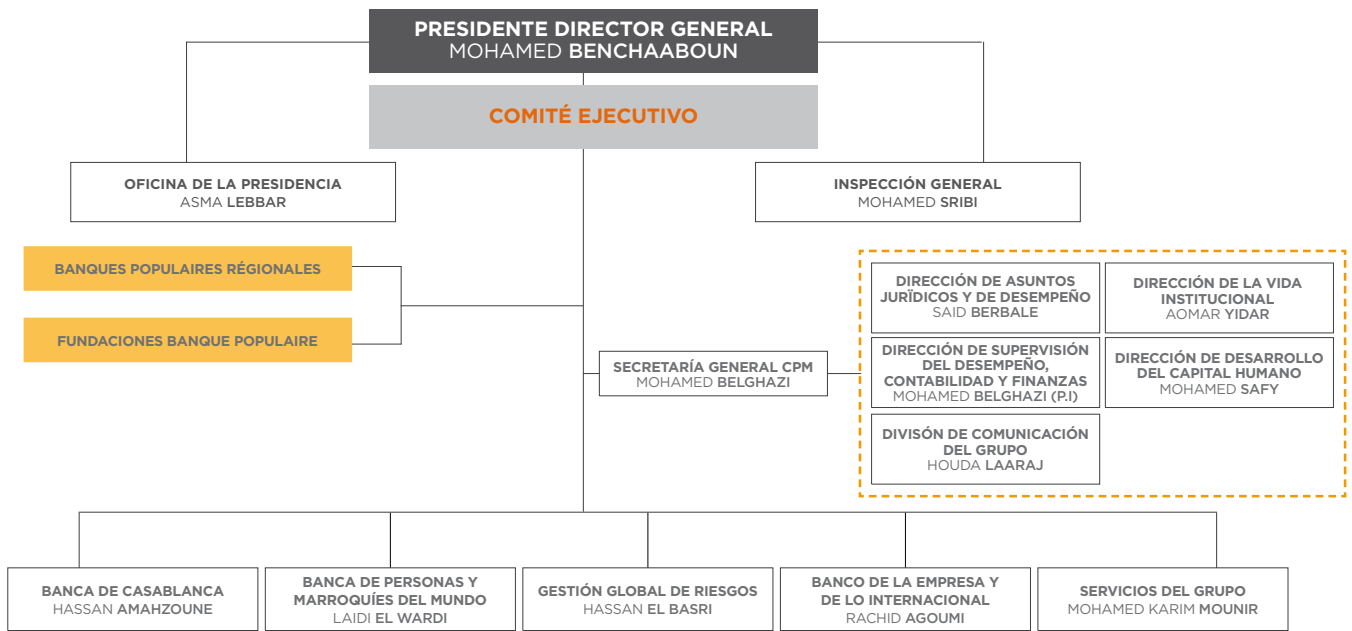 PRESIDENTE DIRECTOR GENERAL
MOHAMED BENCHAABOUN
COMITÉ EJECUTIVO
OFICINA DE LA PRESIDENCIA
ASMA LEBBAR
INSPECCIÓN GENERAL
MOHAMED SRIBI
BANQUES POPULAIRES RÉGIONALES
FUNDACIONES BANQUE POPULAIRE
SECRETARÍA GENERAL CPM
MOHAMED BELGHAZI
DIRECCIÓN DE ASUNTOS
JURÏDICOS Y DE DESEMPEÑO
SAID BERBALE
DIRECCIÓN DE LA VIDA
INSTITUCIONAL
AOMAR YIDAR
DIRECCIÓN DE SUPERVISIÓN
DEL DESEMPEÑO,
CONTABILIDAD Y FINANZAS
MOHAMED BELGHAZI (P.I)
DIRECCIÓN DE DESARROLLO
DEL CAPITAL HUMANO
MOHAMED SAFY
DIVISÓN DE COMUNICACIÓN
DEL GRUPO
HOUDA LAARAJ
BANCA DE CASABLANCA
HASSAN AMAHZOUNE
BANCA DE PERSONAS Y
MARROQUÍES DEL MUNDO
LAIDI EL WARDI
GESTIÓN GLOBAL DE RIESGOS
HASSAN EL BASRI
BANCO DE LA EMPRESA Y
DE LO INTERNACIONAL
RACHID AGOUMI
SERVICIOS DEL GRUPO
MOHAMED KARIM MOUNIR